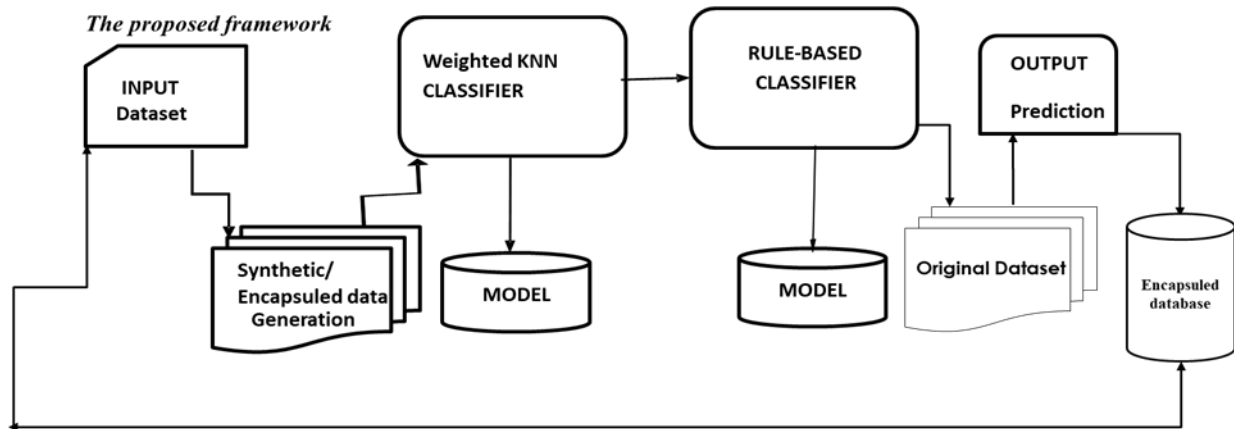 The proposed framework
INPUT
Dataset
Synthetic/
Encapsuled data
Generation
Weighted KNN
CLASSIFIER
MODEL
RULE-BASED
CLASSIFIER
MODEL
Original Dataset
OUTPUT
Prediction
Encapsuled
database